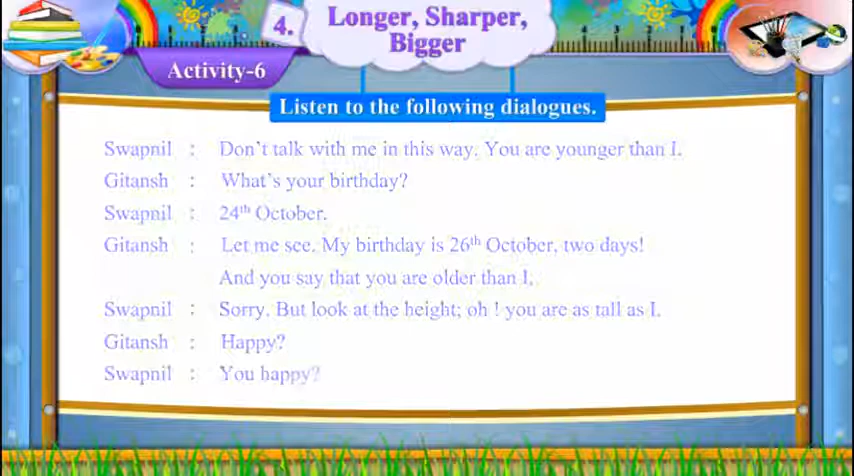 4.
Longer, Sharper,
Bigger
Activity-6
Listen to the following dialogues.
Swapnil : Don't talk with me in this way. You are younger than I.
Gitansh : What's your birthday?
Swapnil : 24th October.
Gitansh : Let me see. My birthday is 26th October, two days!
And you say that you are older than I.
Swapnil : Sorry. But look at the height; oh ! you are as tall as I.
Gitansh : Happy?
Swapnil : You happy?